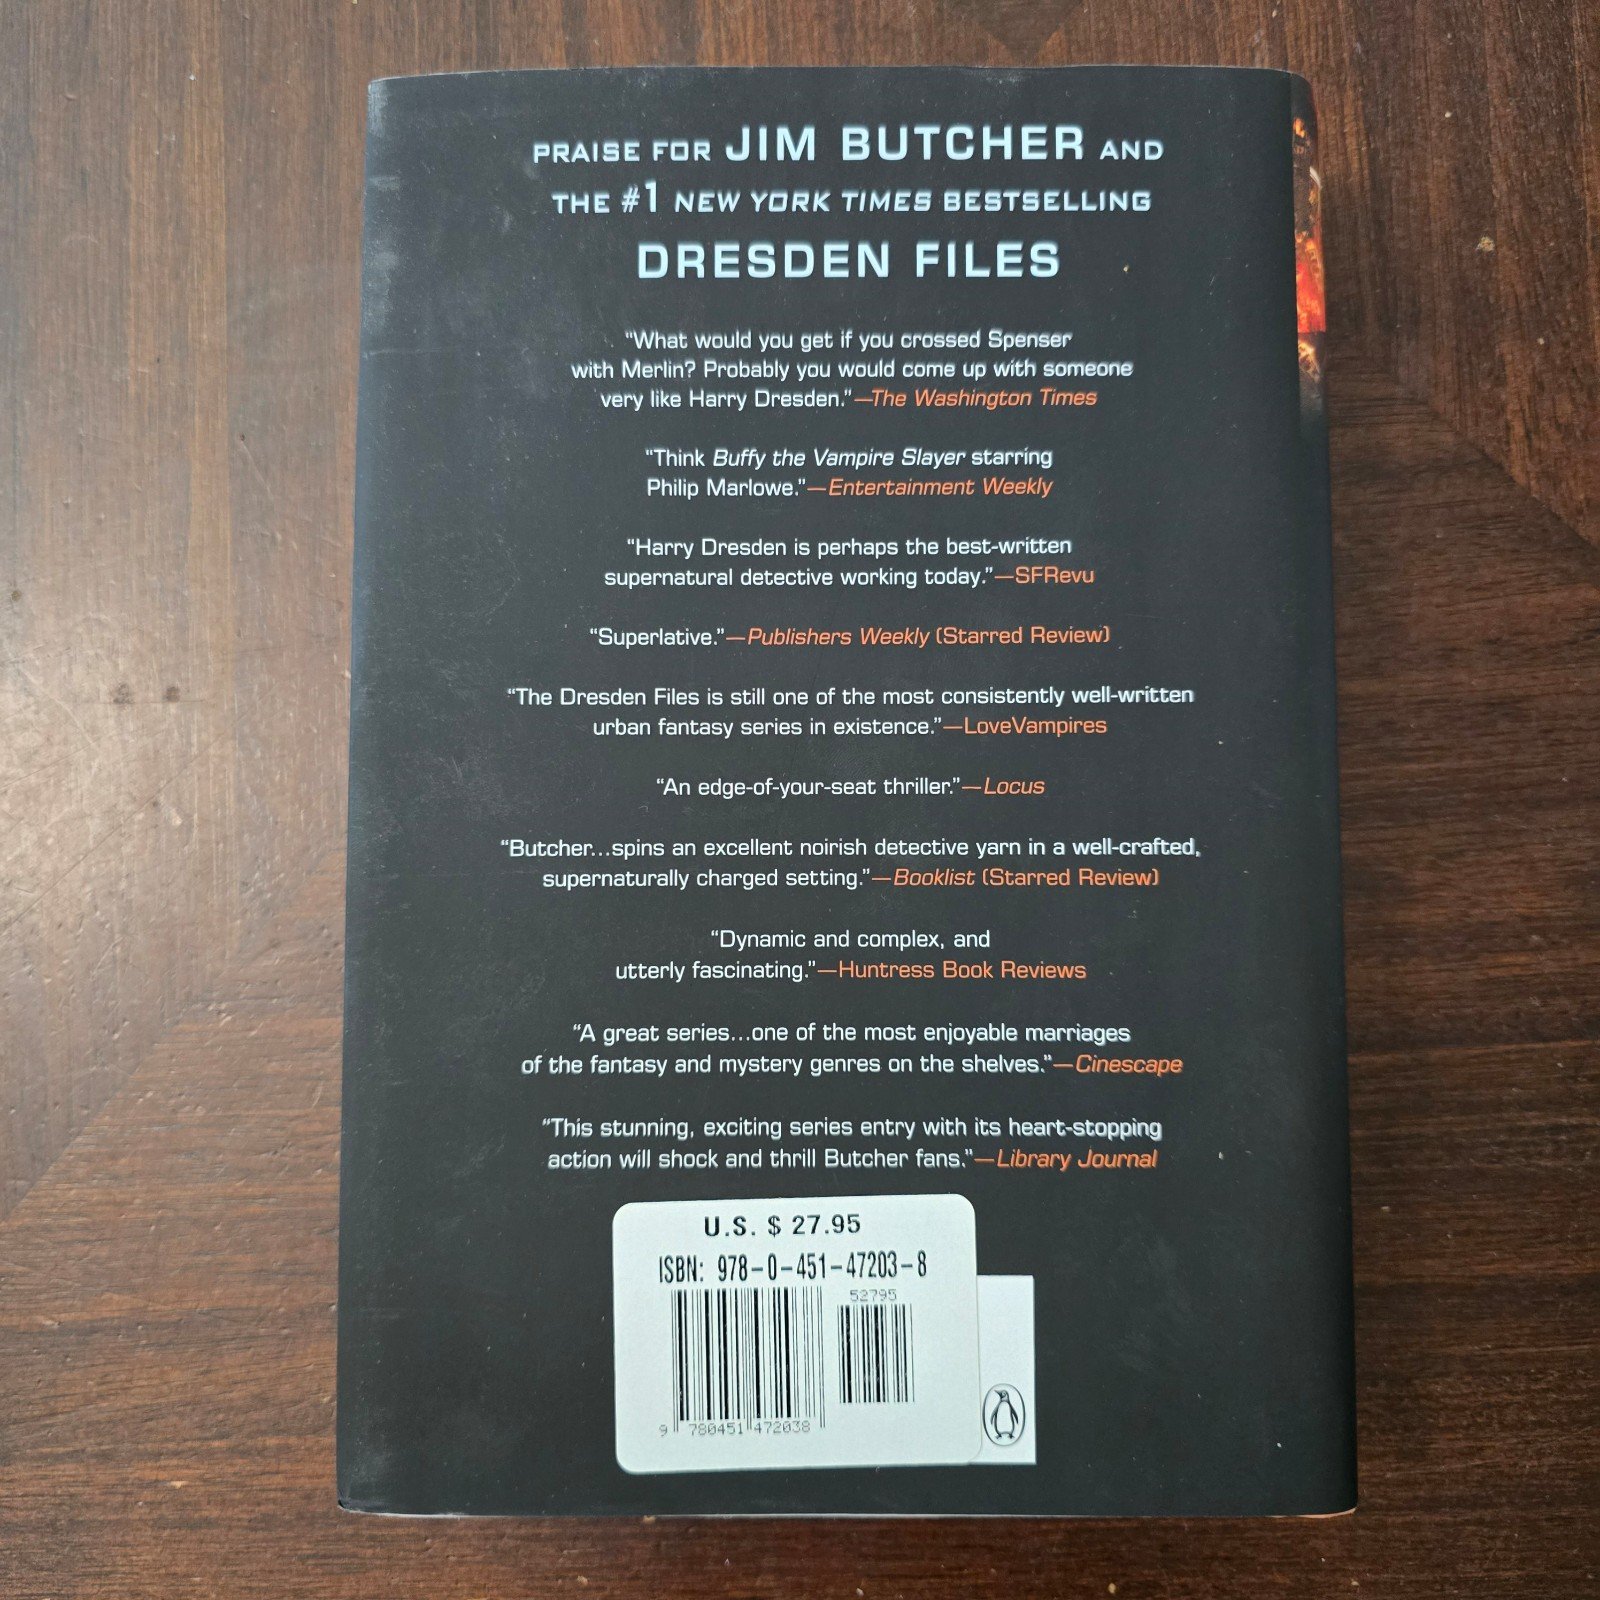 PRAISE FOR JIM BUTCHER AND
THE #1 NEW YORK TIMES BESTSELLING
DRESDEN FILES
“What would you get if you crossed Spenser
with Merlin? Probably you would come up with someone
very like Harry Dresden.”—The Washington Times
“Think Buffy the Vampire Slayer starring
Philip Marlowe.”—Entertainment Weekly
“Harry Dresden is perhaps the best-written
supernatural detective working today.”—SFRevu
“Superlative.”—Publishers Weekly (Starred Review)
“The Dresden Files is still one of the most consistently well-written
urban fantasy series in existence.”—LoveVampires
“An edge-of-your-seat thriller.”—Locus
“Butcher...spins an excellent noirish detective yarn in a well-crafted,
supernaturally charged setting.”—Booklist (Starred Review)
“Dynamic and complex, and
utterly fascinating.”—Huntress Book Reviews
“A great series...one of the most enjoyable marriages
of the fantasy and mystery genres on the shelves.”—Cinescape
“This stunning, exciting series entry with its heart-stopping
action will shock and thrill Butcher fans.”—Library Journal
U.S. $ 27.95
ISBN: 978-0-451-47203-8
52795
9 780451 472038